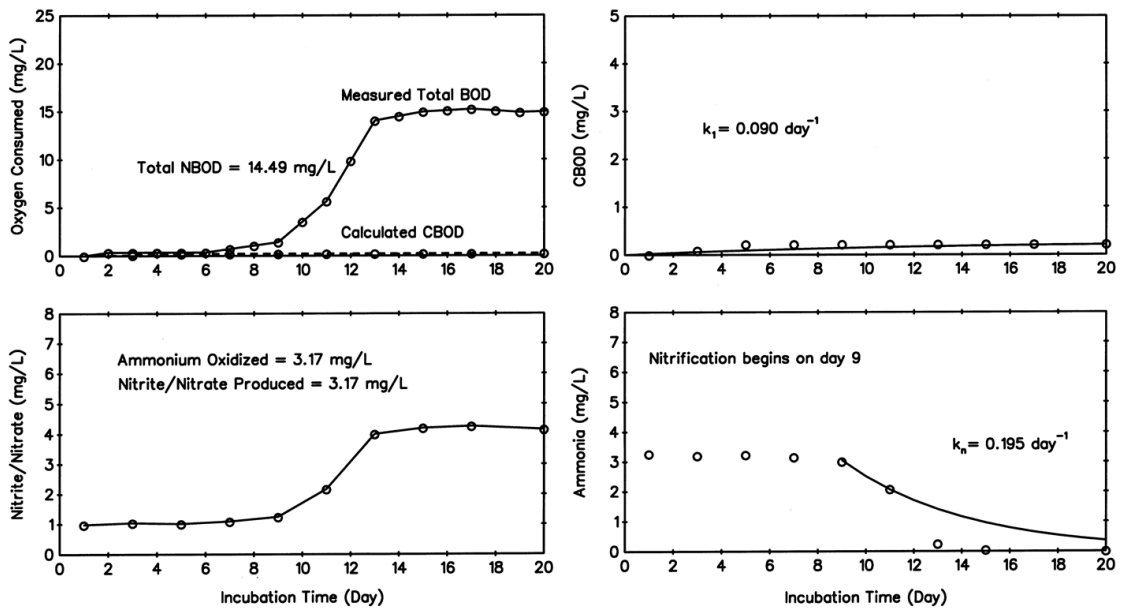 Oxygen Consumed (mg/L)
25
20
15
10
5
0
Measured Total BOD
Total NBOD = 14.49 mg/L
Calculated CBOD
0 2 4 6 8 10 12 14 16 18 20
CBOD (mg/L)
5
4
3
2
1
0
k₁= 0.090 day⁻¹
0 2 4 6 8 10 12 14 16 18 20
Nitrite/Nitrate (mg/L)
8
7
6
5
4
3
2
1
0
Ammonium Oxidized = 3.17 mg/L
Nitrite/Nitrate Produced = 3.17 mg/L
0 2 4 6 8 10 12 14 16 18 20
Incubation Time (Day)
Ammonia (mg/L)
8
7
6
5
4
3
2
1
0
Nitrification begins on day 9
kₙ= 0.195 day⁻¹
0 2 4 6 8 10 12 14 16 18 20
Incubation Time (Day)